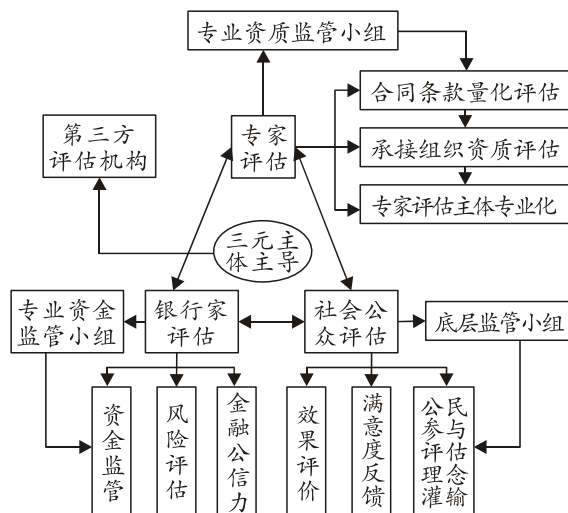 专业资质监管小组
合同条款量化评估
第三方
评估机构
专家
评估
承接组织资质评估
专家评估主体专业化
三元主
体主导
专业资金
监管小组
银行家
评估
社会公
众评估
底层监管小组
资金监管
风险评估
金融公信力
效果评价
满意度反馈
公参评理灌
民与估念输